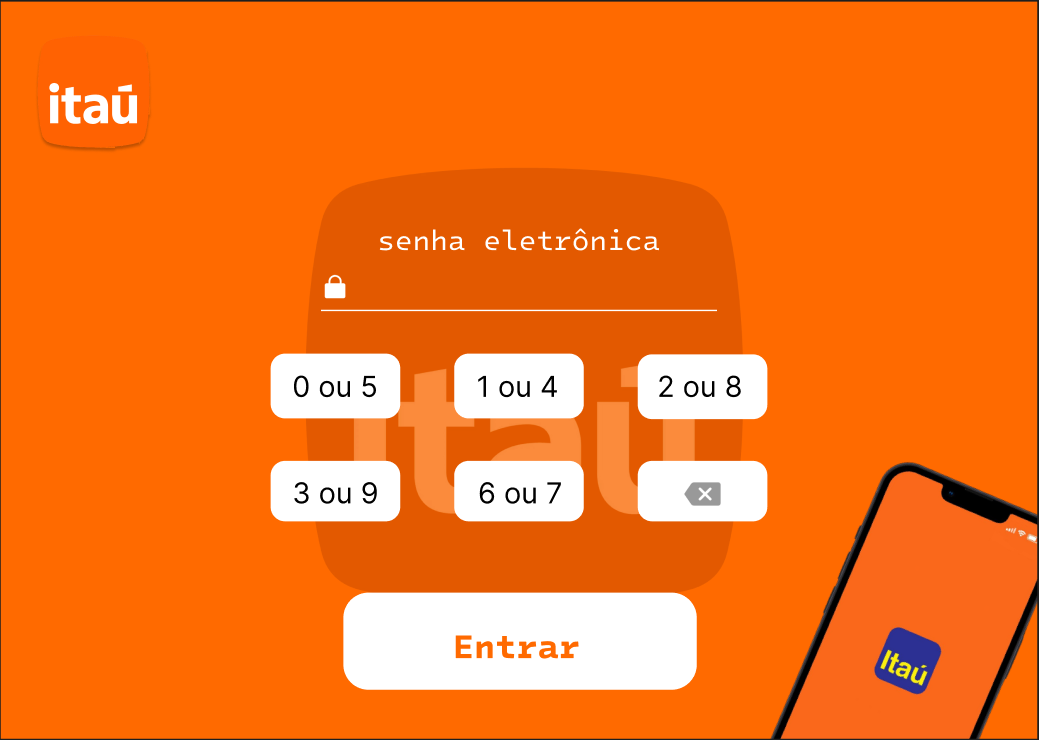 itaú
senha eletrônica
0 ou 5
1 ou 4
2 ou 8
itaú
3 ou 9
6 ou 7
Entrar
Itaú